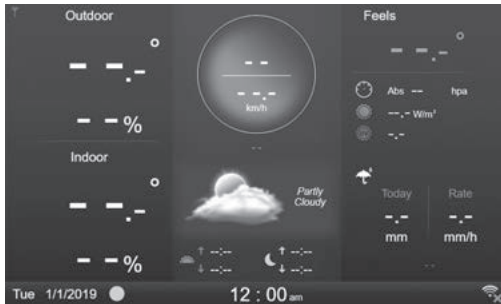 Outdoor
-- --.-°
-- -- %
Indoor
-- --.-°
-- -- %
-- --
-- --.-
km/h
--
Partly
Cloudy
↑ --:--
↓ --:--
↑ --:--
↓ --:--
Feels
-- --.-°
Abs -- hpa
--.- W/m²
-.-
Today
Rate
-.-
-.-
mm
mm/h
--
Tue 1/1/2019
12 : 00 am